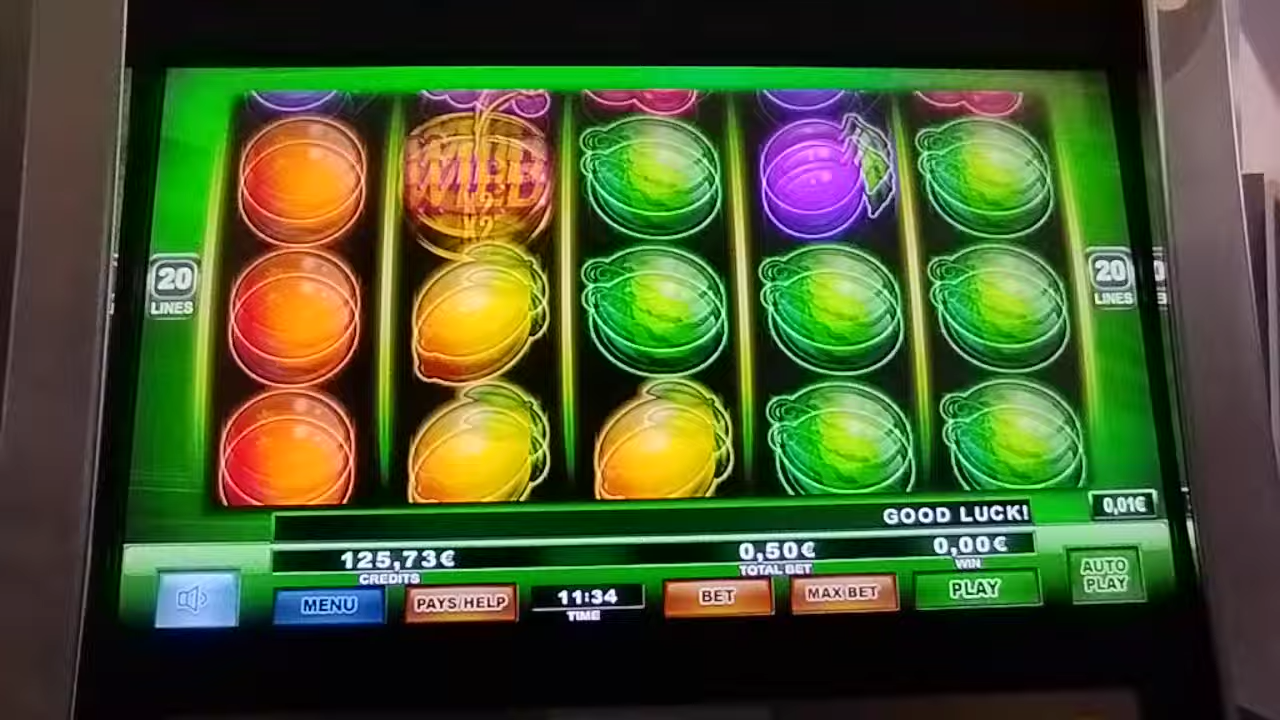 WILD
X2
20
LINES
20
LINES
GOOD LUCK!
0,01€
125,73€
CREDITS
0,50€
TOTAL BET
0,00€
WIN
MENU
PAYS/HELP
11:34
TIME
BET
MAX BET
PLAY
AUTO
PLAY